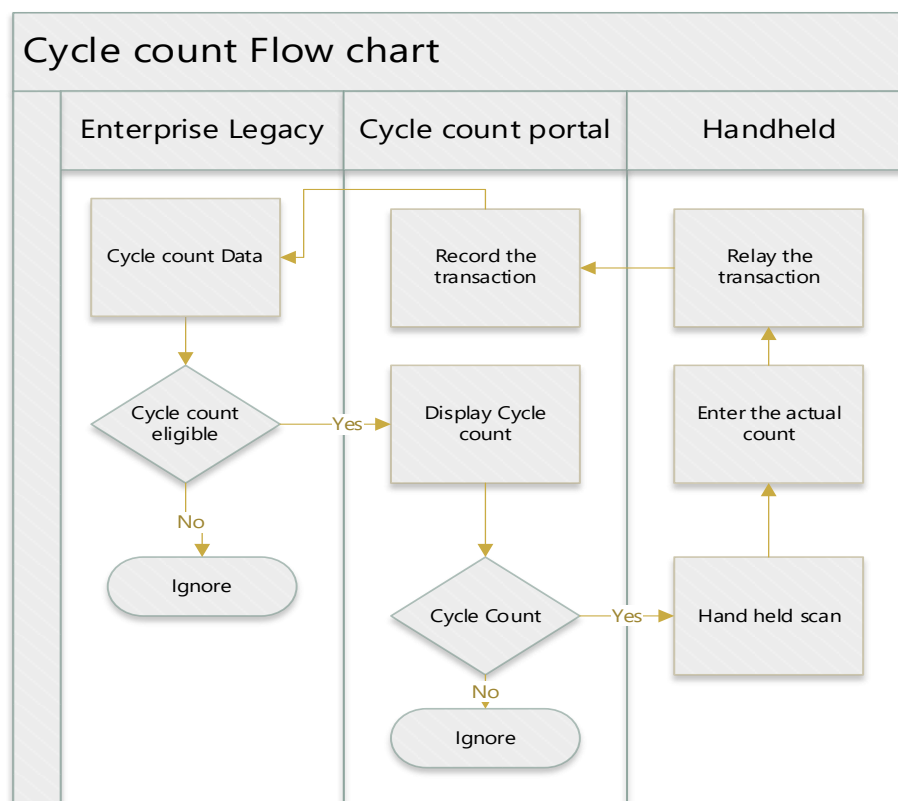 Cycle count Flow chart
Enterprise Legacy
Cycle count portal
Handheld
Cycle count Data
Record the
transaction
Relay the
transaction
Cycle count
eligible
Yes
Display Cycle
count
Enter the actual
count
No
Ignore
Cycle Count
Yes
Hand held scan
No
Ignore